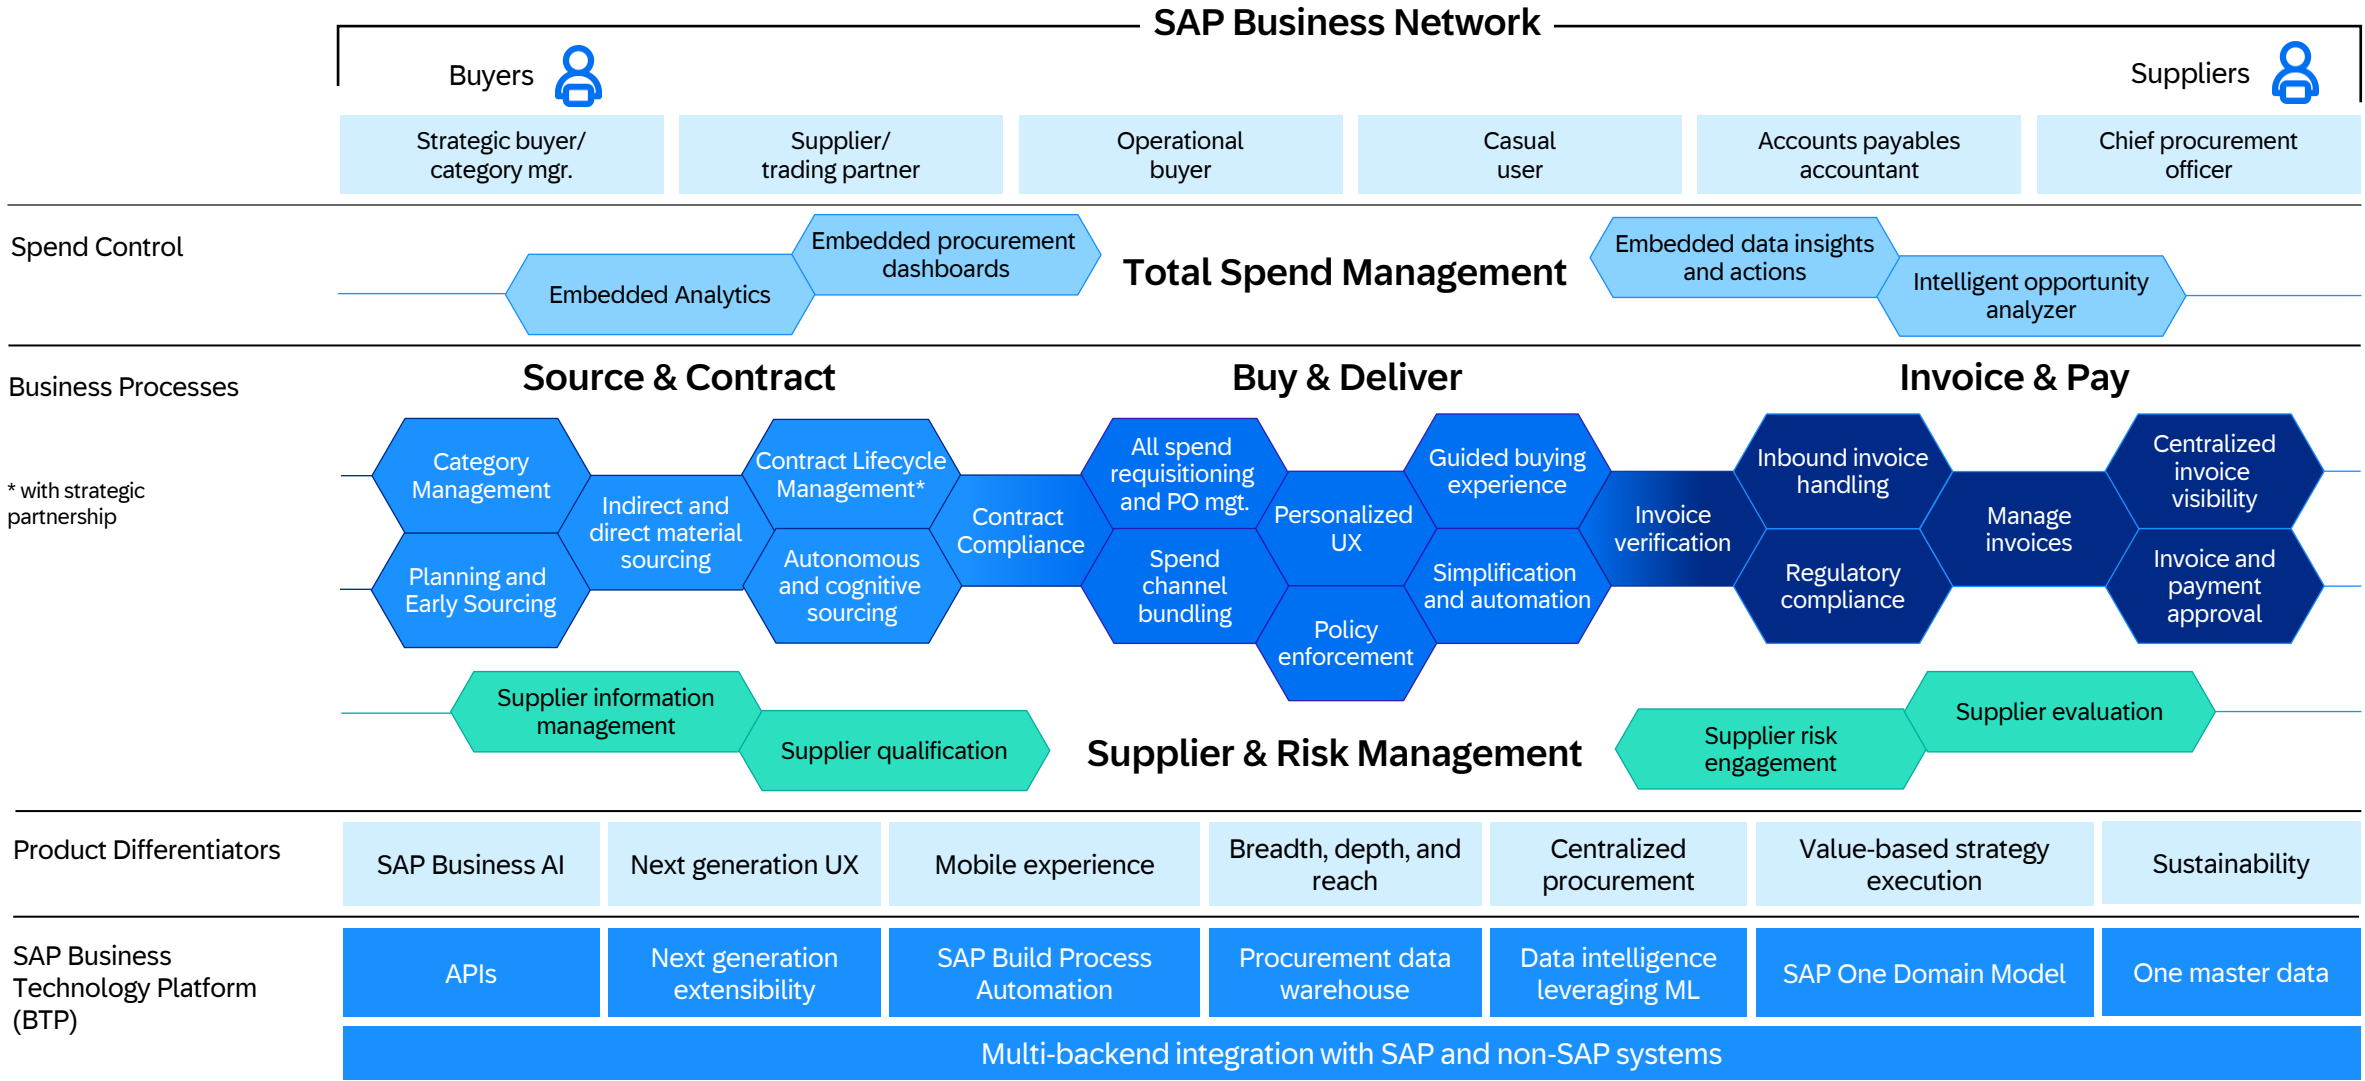 SAP Business Network
Buyers
Suppliers
Strategic buyer/
category mgr.
Supplier/
trading partner
Operational
buyer
Casual
user
Accounts payables
accountant
Chief procurement
officer
Spend Control
Embedded Analytics
Embedded procurement
dashboards
Total Spend Management
Embedded data insights
and actions
Intelligent opportunity
analyzer
Business Processes
* with strategic
partnership
Source & Contract
Buy & Deliver
Invoice & Pay
Category
Management
Planning and
Early Sourcing
Indirect and
direct material
sourcing
Contract Lifecycle
Management*
Autonomous
and cognitive
sourcing
Contract
Compliance
All spend
requisitioning
and PO mgt.
Spend
channel
bundling
Personalized
UX
Policy
enforcement
Guided buying
experience
Simplification
and automation
Invoice
verification
Inbound invoice
handling
Regulatory
compliance
Manage
invoices
Centralized
invoice
visibility
Invoice and
payment
approval
Supplier information
management
Supplier qualification
Supplier & Risk Management
Supplier risk
engagement
Supplier evaluation
Product Differentiators
SAP Business AI
Next generation UX
Mobile experience
Breadth, depth, and
reach
Centralized
procurement
Value-based strategy
execution
Sustainability
SAP Business
Technology Platform
(BTP)
APIs
Next generation
extensibility
SAP Build Process
Automation
Procurement data
warehouse
Data intelligence
leveraging ML
SAP One Domain Model
One master data
Multi-backend integration with SAP and non-SAP systems